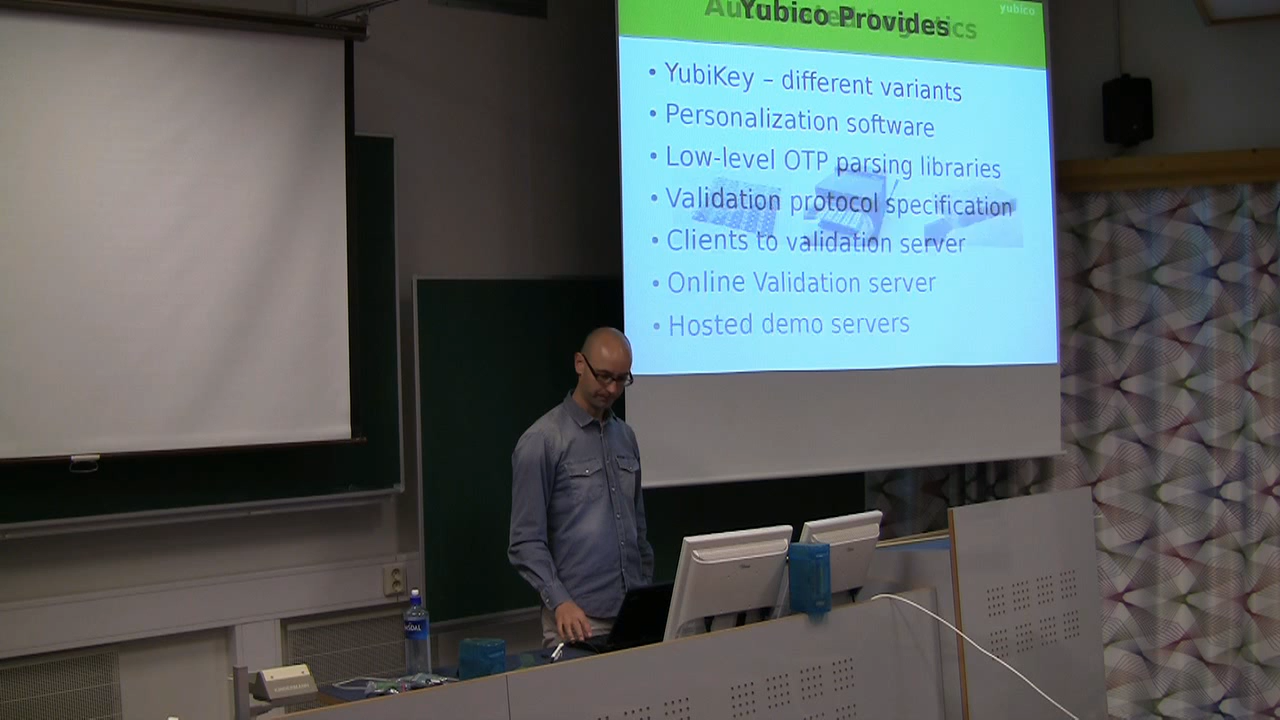 yubico
Yubico Provides
• YubiKey – different variants
• Personalization software
• Low-level OTP parsing libraries
• Validation protocol specification
• Clients to validation server
• Online Validation server
• Hosted demo servers